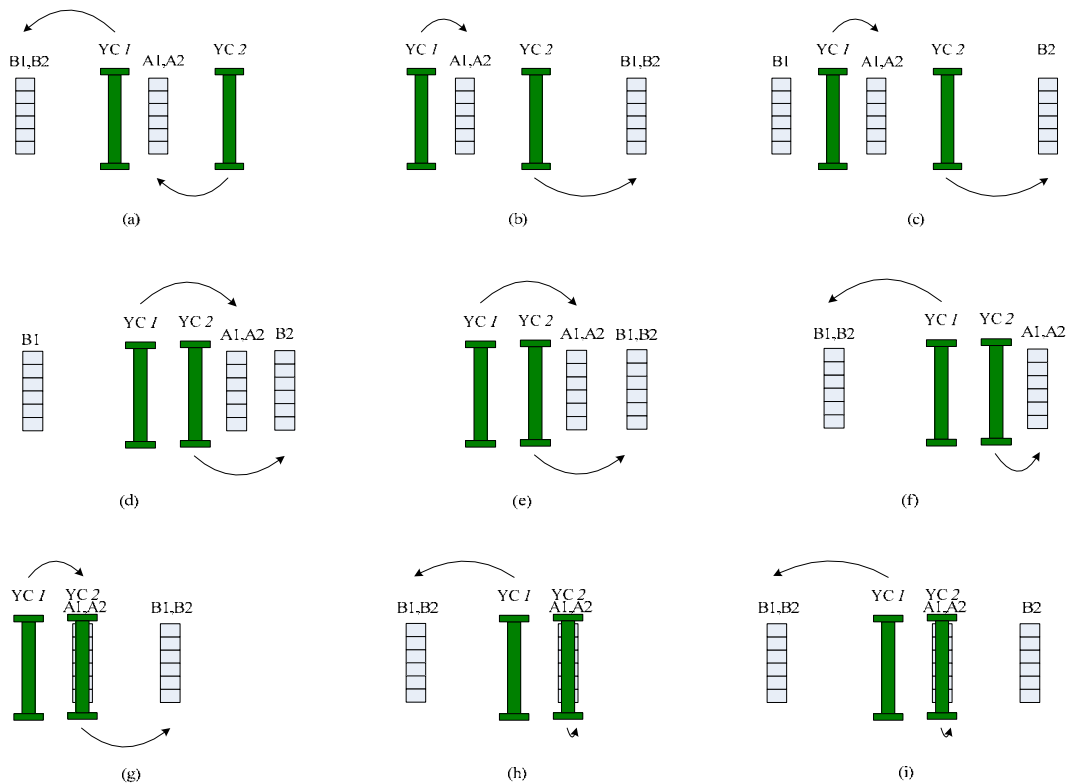 YC 1 YC 2
B1,B2 A1,A2
(a)
YC 1 YC 2
A1,A2 B1,B2
(b)
YC 1 YC 2 B2
B1 A1,A2
(c)
YC 1 YC 2 A1,A2 B2
B1
(d)
YC 1 YC 2 A1,A2 B1,B2
(e)
YC 1 YC 2
B1,B2 A1,A2
(f)
YC 1 YC 2
A1,A2 B1,B2
(g)
YC 1 YC 2
B1,B2 A1,A2
(h)
YC 1 YC 2
B1,B2 A1,A2 B2
(i)